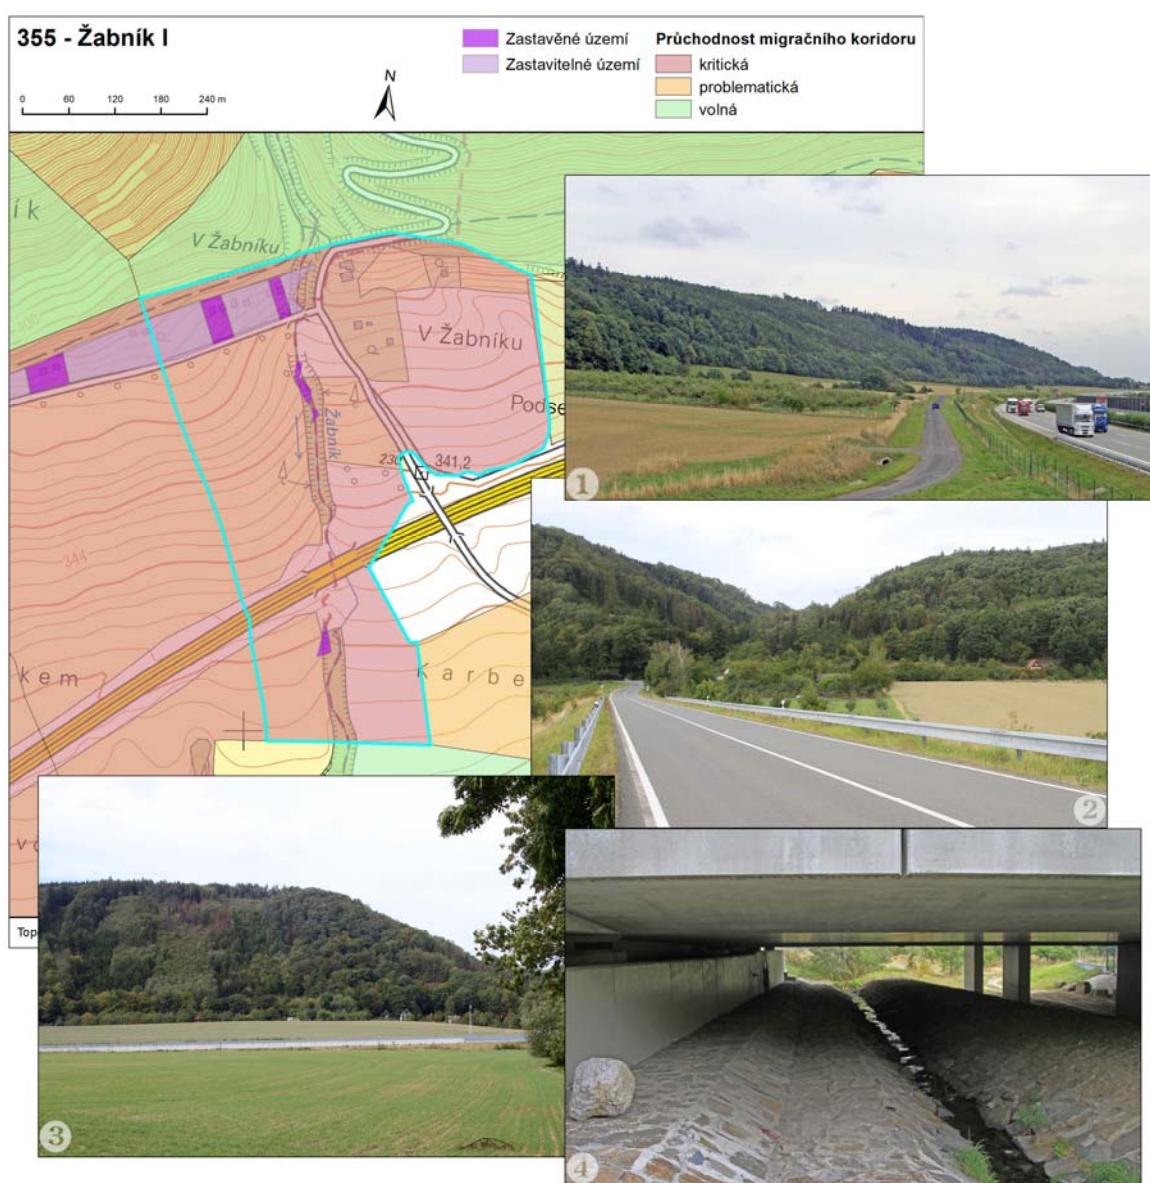 355 - Žabník I
Zastavěné území
Zastavitelné území
Průchodnost migračního koridoru
kritická
problematická
volná
N
0 60 120 180 240 m
í k
V Žabníku
V Žabníku
Podse
Žabník
230
341,2
344
k e m
K a r b e
v
Top
1
2
3
4